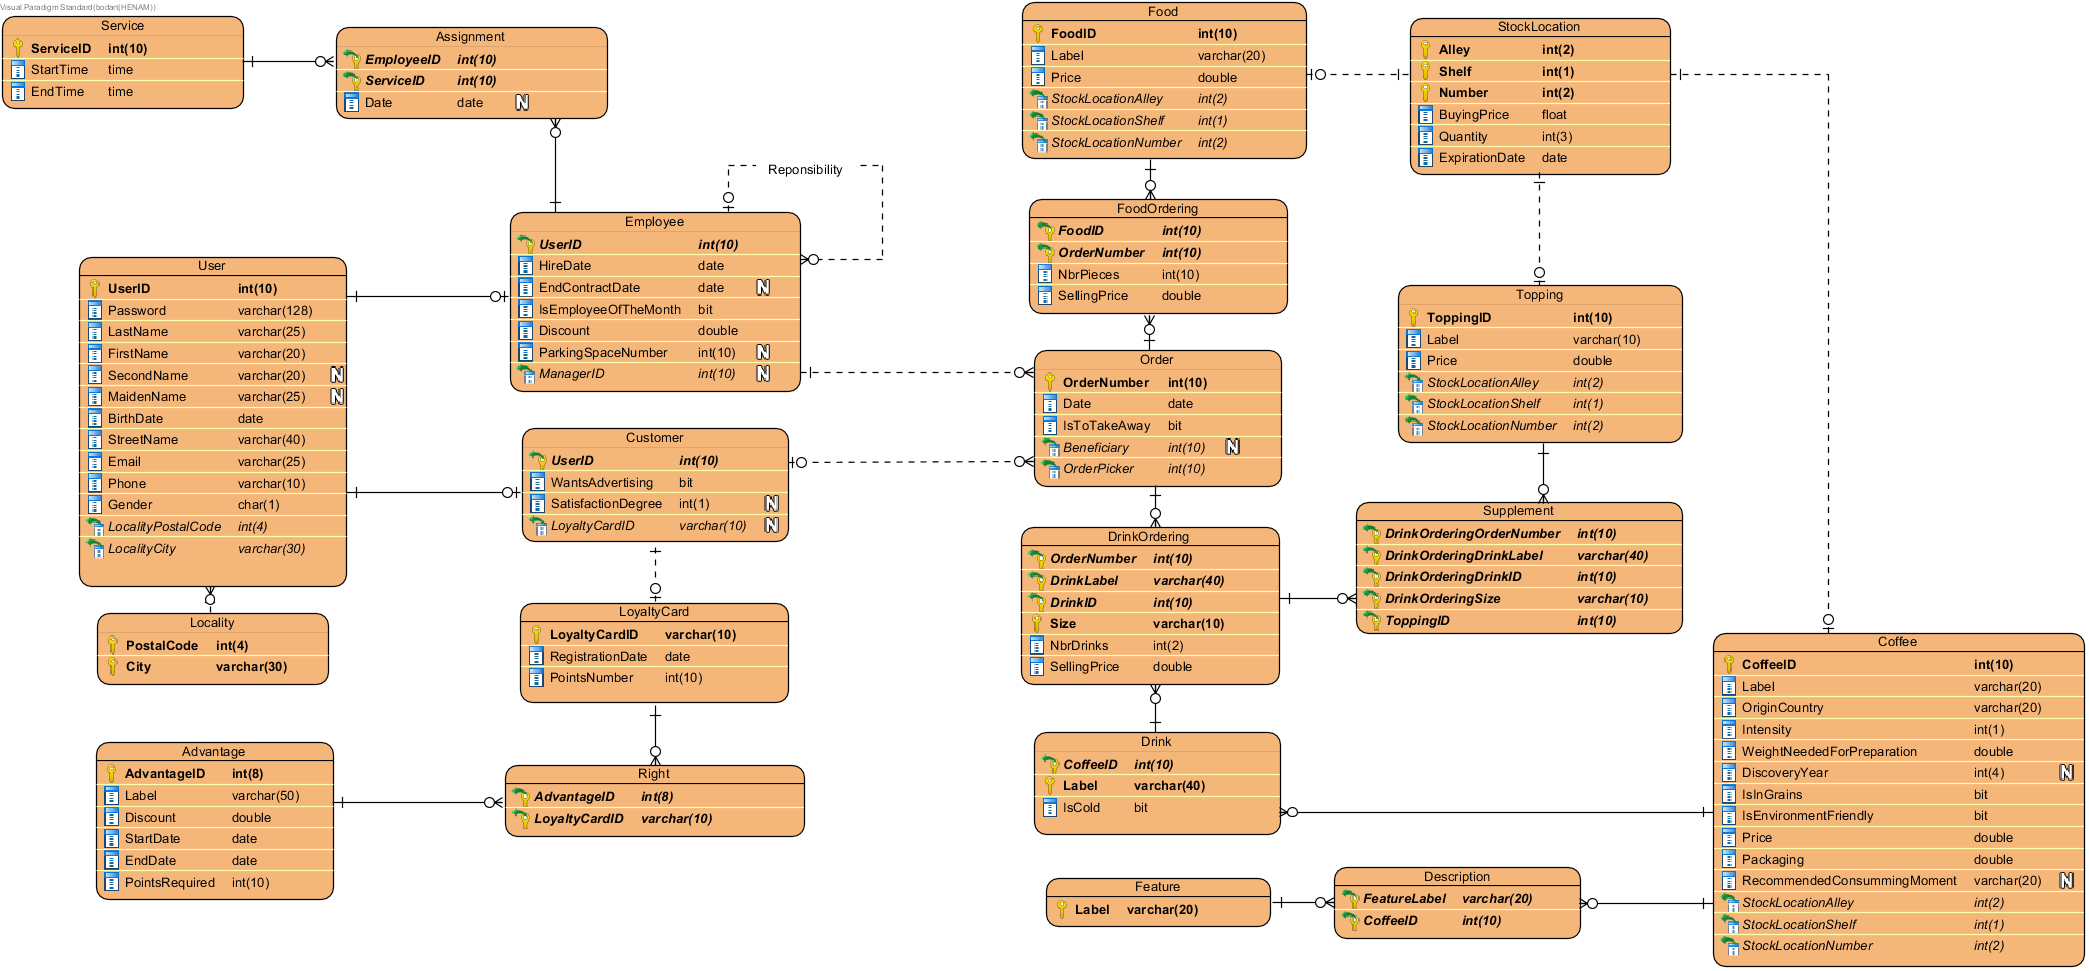 Visual Paradigm Standard(bodart(HENAM))
Service
ServiceID int(10)
StartTime time
EndTime time
Assignment
EmployeeID int(10)
ServiceID int(10)
Date date N
Reponsibility
Employee
UserID int(10)
HireDate date
EndContractDate date N
IsEmployeeOfTheMonth bit
Discount double
ParkingSpaceNumber int(10) N
ManagerID int(10) N
User
UserID int(10)
Password varchar(128)
LastName varchar(25)
FirstName varchar(20)
SecondName varchar(20) N
MaidenName varchar(25) N
BirthDate date
StreetName varchar(40)
Email varchar(25)
Phone varchar(10)
Gender char(1)
LocalityPostalCode int(4)
LocalityCity varchar(30)
Customer
UserID int(10)
WantsAdvertising bit
SatisfactionDegree int(1) N
LoyaltyCardID varchar(10) N
Locality
PostalCode int(4)
City varchar(30)
LoyaltyCard
LoyaltyCardID varchar(10)
RegistrationDate date
PointsNumber int(10)
Advantage
AdvantageID int(8)
Label varchar(50)
Discount double
StartDate date
EndDate date
PointsRequired int(10)
Right
AdvantageID int(8)
LoyaltyCardID varchar(10)
Food
FoodID int(10)
Label varchar(20)
Price double
StockLocationAlley int(2)
StockLocationShelf int(1)
StockLocationNumber int(2)
StockLocation
Alley int(2)
Shelf int(1)
Number int(2)
BuyingPrice float
Quantity int(3)
ExpirationDate date
FoodOrdering
FoodID int(10)
OrderNumber int(10)
NbrPieces int(10)
SellingPrice double
Topping
ToppingID int(10)
Label varchar(10)
Price double
StockLocationAlley int(2)
StockLocationShelf int(1)
StockLocationNumber int(2)
Order
OrderNumber int(10)
Date date
IsToTakeAway bit
Beneficiary int(10) N
OrderPicker int(10)
Supplement
DrinkOrderingOrderNumber int(10)
DrinkOrderingDrinkLabel varchar(40)
DrinkOrderingDrinkID int(10)
DrinkOrderingSize varchar(10)
ToppingID int(10)
DrinkOrdering
OrderNumber int(10)
DrinkLabel varchar(40)
DrinkID int(10)
Size varchar(10)
NbrDrinks int(2)
SellingPrice double
Drink
CoffeeID int(10)
Label varchar(40)
IsCold bit
Coffee
CoffeeID int(10)
Label varchar(20)
OriginCountry varchar(20)
Intensity int(1)
WeightNeededForPreparation double
DiscoveryYear int(4) N
IsInGrains bit
IsEnvironmentFriendly bit
Price double
Packaging double
RecommendedConsummingMoment varchar(20) N
StockLocationAlley int(2)
StockLocationShelf int(1)
StockLocationNumber int(2)
Feature
Label varchar(20)
Description
FeatureLabel varchar(20)
CoffeeID int(10)